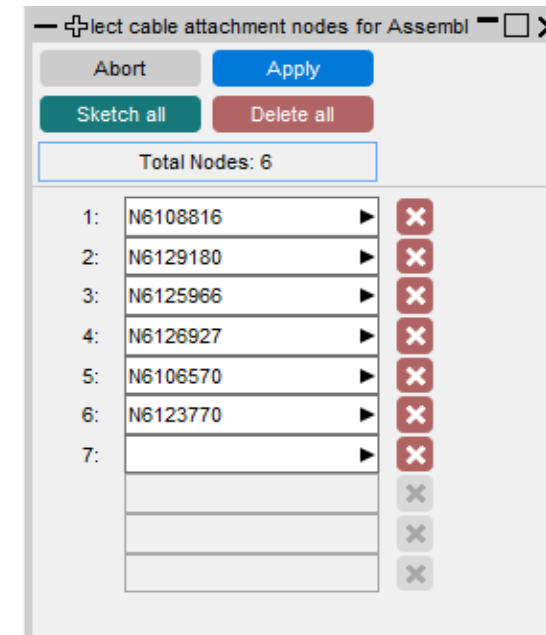 lect cable attachment nodes for Assembl
Abort Apply
Sketch all Delete all
Total Nodes: 6
1: N6108816
2: N6129180
3: N6125966
4: N6126927
5: N6106570
6: N6123770
7: